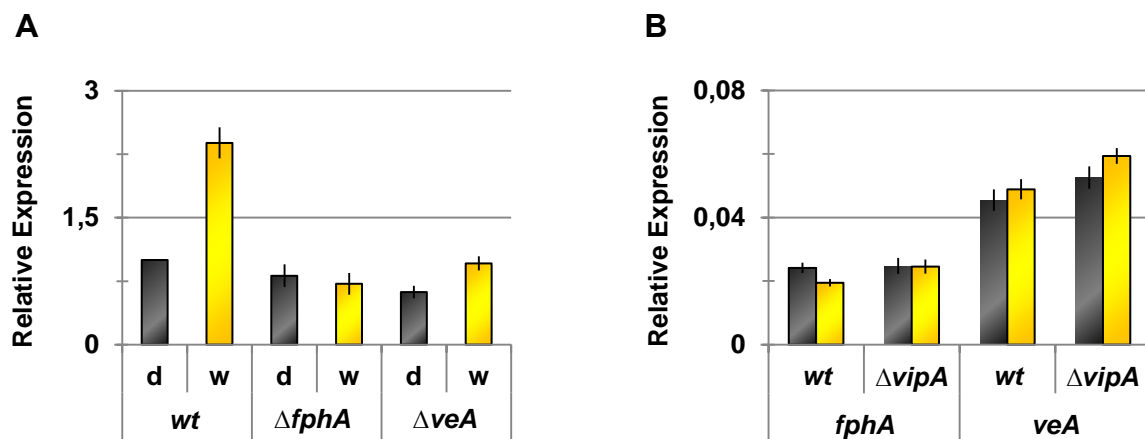 A
Relative Expression
3
1,5
0
d w d w d w
wt ΔfphA ΔveA
B
Relative Expression
0,08
0,04
0
wt ΔvipA wt ΔvipA
fphA veA